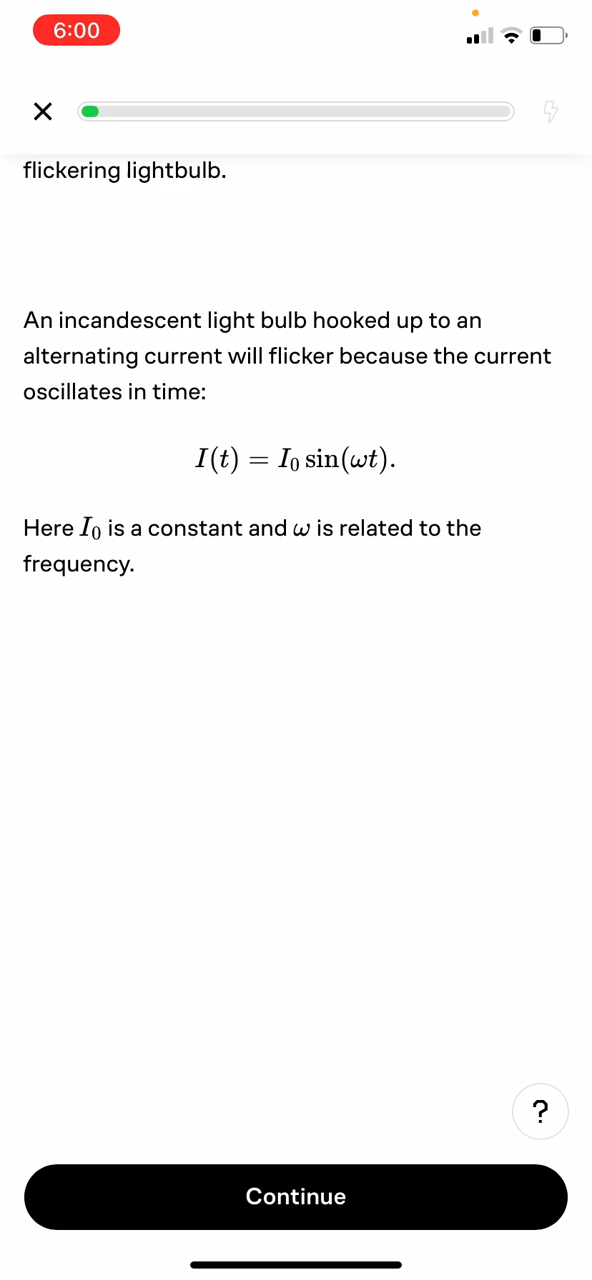 6:00
flickering lightbulb.
An incandescent light bulb hooked up to an
alternating current will flicker because the current
oscillates in time:
I(t) = I₀ sin(ωt).
Here I₀ is a constant and ω is related to the
frequency.
?
Continue